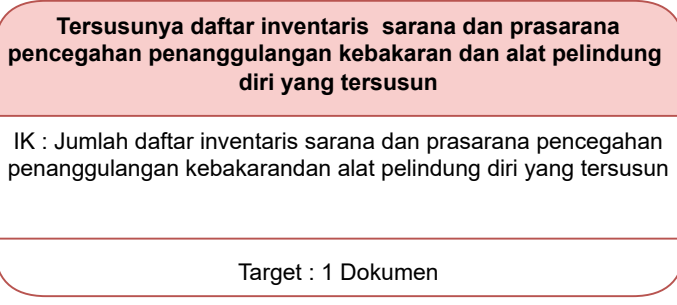 Tersusunya daftar inventaris  sarana dan prasarana
pencegahan penanggulangan kebakaran dan alat pelindung
diri yang tersusun
IK : Jumlah daftar inventaris sarana dan prasarana pencegahan
penanggulangan kebakarandan alat pelindung diri yang tersusun
Target : 1 Dokumen